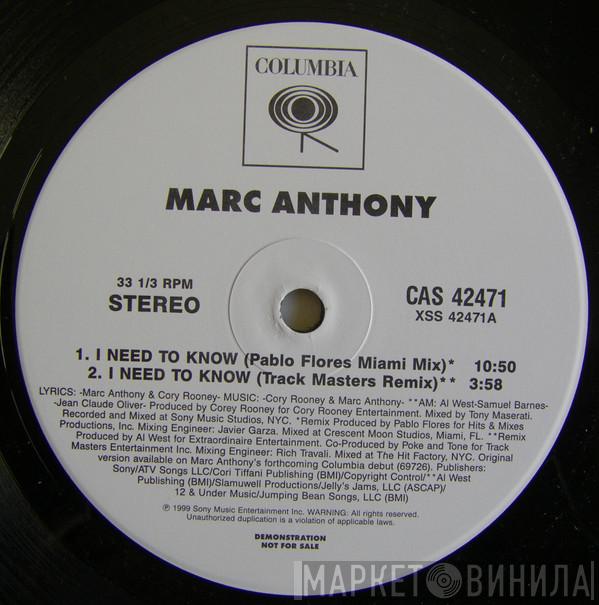 COLUMBIA
MARC ANTHONY
33 1/3 RPM
STEREO
CAS 42471
XSS 42471A
1. I NEED TO KNOW (Pablo Flores Miami Mix)* 10:50
2. I NEED TO KNOW (Track Masters Remix)** 3:58
LYRICS: -Marc Anthony & Cory Rooney- MUSIC: -Cory Rooney & Marc Anthony- **AM: Al West-Samuel Barnes-
-Jean Claude Oliver- Produced by Corey Rooney for Cory Rooney Entertainment. Mixed by Tony Maserati.
Recorded and Mixed at Sony Music Studios, NYC. *Remix Produced by Pablo Flores for Hits & Mixes
Productions, Inc. Mixing Engineer: Javier Garza. Mixed at Crescent Moon Studios, Miami, FL. **Remix
Produced by Al West for Extraordinaire Entertainment. Co-Produced by Poke and Tone for Track
Masters Entertainment Inc. Mixing Engineer: Rich Travali. Mixed at The Hit Factory, NYC. Original
version available on Marc Anthony's forthcoming Columbia debut (69726). Publishers:
Sony/ATV Songs LLC/Cori Tiffani Publishing (BMI)/Copyright Control/**Al West
Publishing (BMI)/Slamuwell Productions/Jelly's Jams, LLC (ASCAP)/
12 & Under Music/Jumping Bean Songs, LLC (BMI)
℗ 1999 Sony Music Entertainment Inc. WARNING: All rights reserved.
Unauthorized duplication is a violation of applicable laws.
DEMONSTRATION
NOT FOR SALE
МАРКЕТ ВИНИЛА